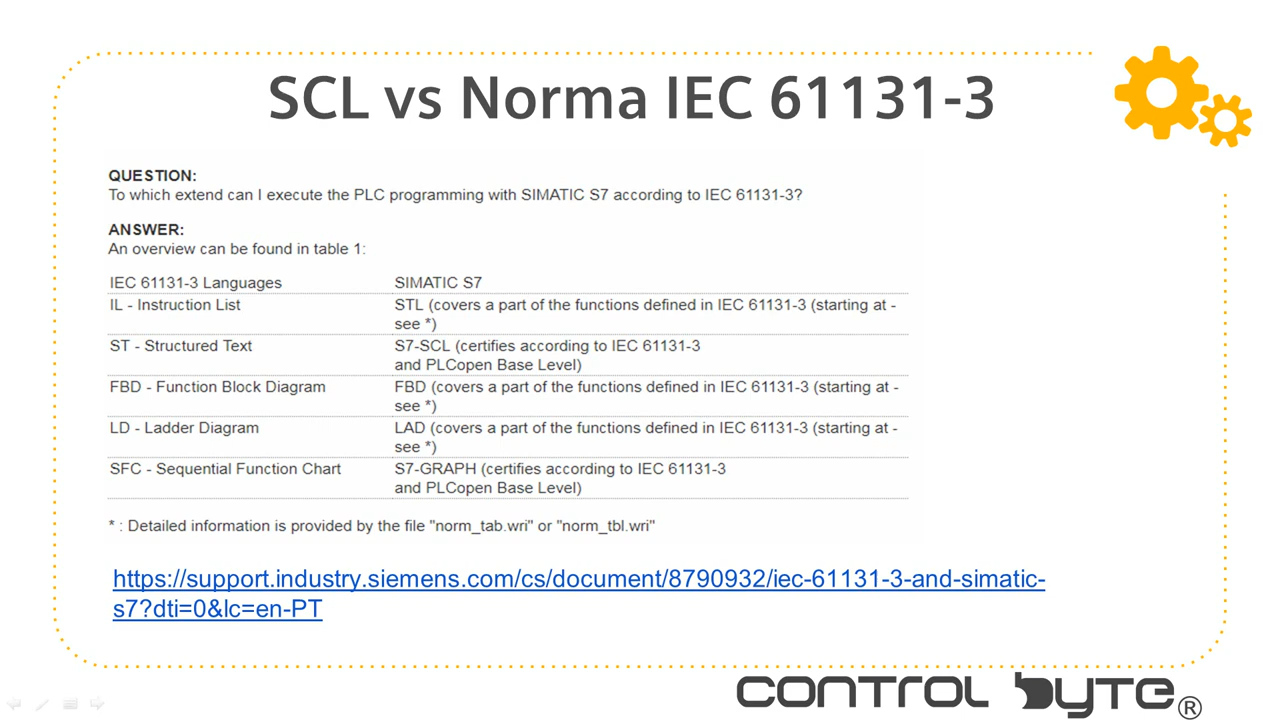 SCL vs Norma IEC 61131-3
QUESTION:
To which extend can I execute the PLC programming with SIMATIC S7 according to IEC 61131-3?
ANSWER:
An overview can be found in table 1:
IEC 61131-3 Languages SIMATIC S7
IL - Instruction List STL (covers a part of the functions defined in IEC 61131-3 (starting at -
see *)
ST - Structured Text S7-SCL (certifies according to IEC 61131-3
and PLCopen Base Level)
FBD - Function Block Diagram FBD (covers a part of the functions defined in IEC 61131-3 (starting at -
see *)
LD - Ladder Diagram LAD (covers a part of the functions defined in IEC 61131-3 (starting at -
see *)
SFC - Sequential Function Chart S7-GRAPH (certifies according to IEC 61131-3
and PLCopen Base Level)
* : Detailed information is provided by the file "norm_tab.wri" or "norm_tbl.wri"
https://support.industry.siemens.com/cs/document/8790932/iec-61131-3-and-simatic-
s7?dti=0&lc=en-PT
CONTROL byTE®